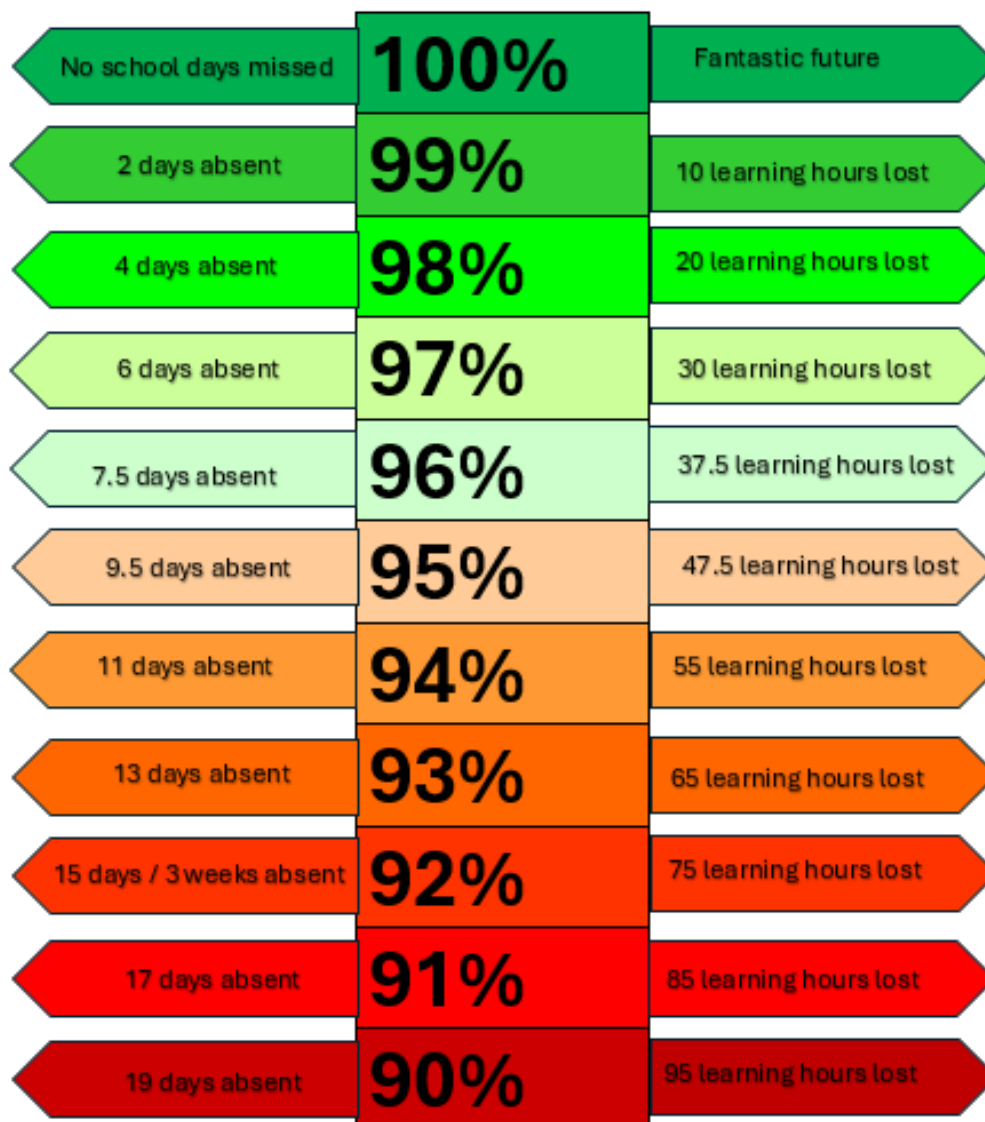 No school days missed
100%
Fantastic future
2 days absent
99%
10 learning hours lost
4 days absent
98%
20 learning hours lost
6 days absent
97%
30 learning hours lost
7.5 days absent
96%
37.5 learning hours lost
9.5 days absent
95%
47.5 learning hours lost
11 days absent
94%
55 learning hours lost
13 days absent
93%
65 learning hours lost
15 days / 3 weeks absent
92%
75 learning hours lost
17 days absent
91%
85 learning hours lost
19 days absent
90%
95 learning hours lost